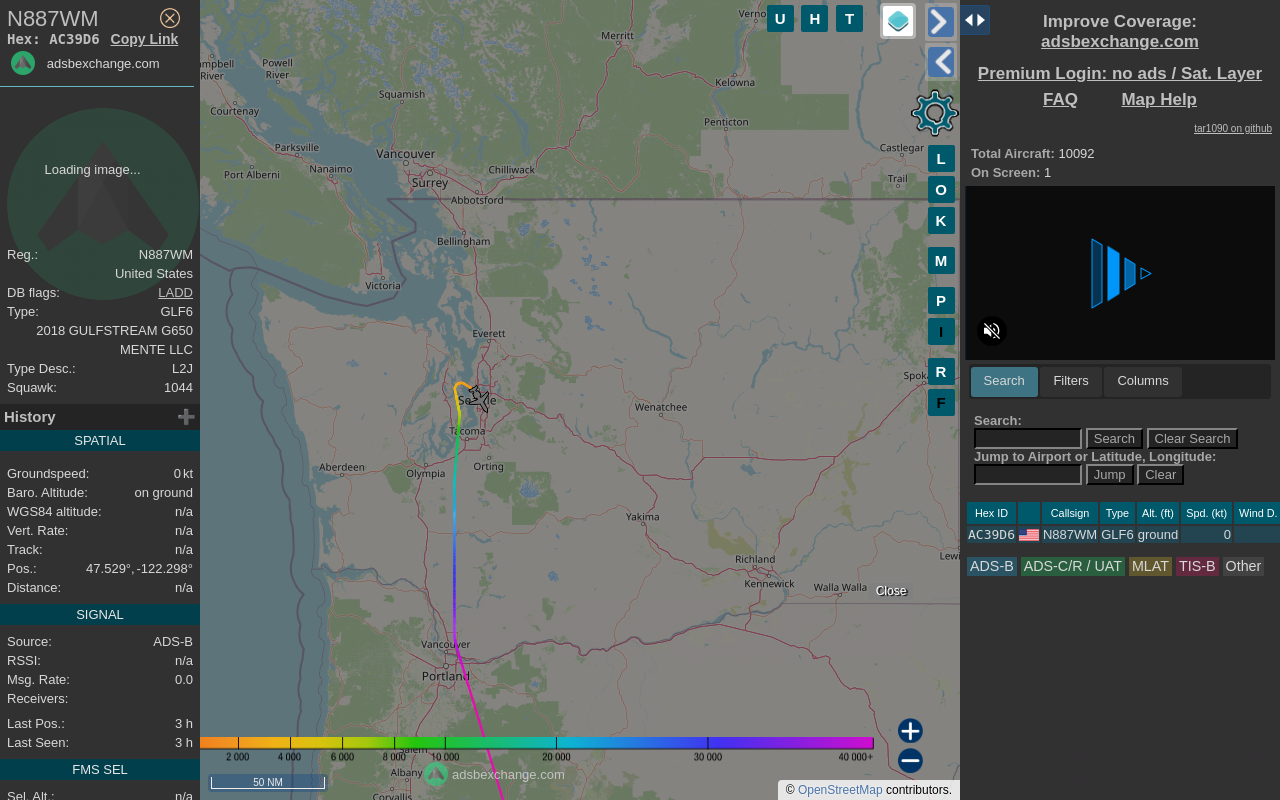 N887WM
Hex: AC39D6 Copy Link
adsbexchange.com
Loading image...
Reg.: N887WM
United States
DB flags: LADD
Type: GLF6
2018 GULFSTREAM G650
MENTE LLC
Type Desc.: L2J
Squawk: 1044
History
SPATIAL
Groundspeed: 0 kt
Baro. Altitude: on ground
WGS84 altitude: n/a
Vert. Rate: n/a
Track: n/a
Pos.: 47.529°, -122.298°
Distance: n/a
SIGNAL
Source: ADS-B
RSSI: n/a
Msg. Rate: 0.0
Receivers:
Last Pos.: 3 h
Last Seen: 3 h
FMS SEL
Sel. Alt.: n/a
U H T
Merritt
Powell
River
River
Squamish
Kelowna
Courtenay
Penticton
Parksville
Vancouver
Castlegar
Nanaimo
Port Alberni
Chilliwack
Surrey
Trail
Abbotsford
Bellingham
Victoria
Everett
Wenatchee
Tacoma
Aberdeen
Olympia
Orting
Yakima
Richland
Kennewick
Walla Walla
Vancouver
Portland
Albany
Corvallis
L
O
K
M
P
I
R
F
Close
2 000 4 000 6 000 8 000 10 000 20 000 30 000 40 000+
adsbexchange.com
50 NM
© OpenStreetMap contributors.
Improve Coverage:
adsbexchange.com
Premium Login: no ads / Sat. Layer
FAQ Map Help
tar1090 on github
Total Aircraft: 10092
On Screen: 1
Search Filters Columns
Search:
Search Clear Search
Jump to Airport or Latitude, Longitude:
Jump Clear
Hex ID Callsign Type Alt. (ft) Spd. (kt) Wind D.
AC39D6 N887WM GLF6 ground 0
ADS-B ADS-C/R / UAT MLAT TIS-B Other